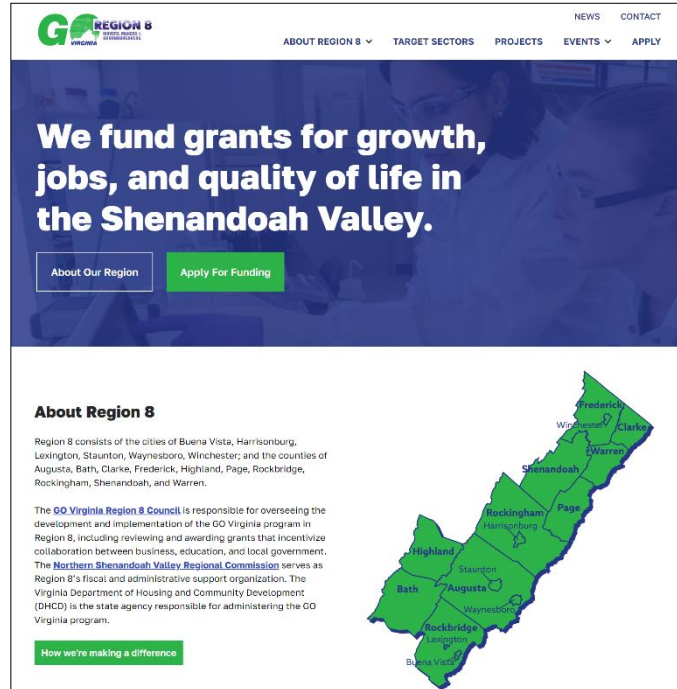 NEWS CONTACT
GO REGION 8
VIRGINIA
ABOUT REGION 8 TARGET SECTORS PROJECTS EVENTS APPLY
We fund grants for growth,
jobs, and quality of life in
the Shenandoah Valley.
About Our Region Apply For Funding
About Region 8
Region 8 consists of the cities of Buena Vista, Harrisonburg,
Lexington, Staunton, Waynesboro, Winchester; and the counties of
Augusta, Bath, Clarke, Frederick, Highland, Page, Rockbridge,
Rockingham, Shenandoah, and Warren.
The GO Virginia Region 8 Council is responsible for overseeing the
development and implementation of the GO Virginia program in
Region 8, including reviewing and awarding grants that incentivize
collaboration between business, education, and local government.
The Northern Shenandoah Valley Regional Commission serves as
Region 8's fiscal and administrative support organization. The
Virginia Department of Housing and Community Development
(DHCD) is the state agency responsible for administering the GO
Virginia program.
How we're making a difference
Frederick
Winchester
Clarke
Warren
Shenandoah
Page
Rockingham
Harrisonburg
Highland
Staunton
Bath
Augusta
Waynesboro
Rockbridge
Lexington
Buena Vista